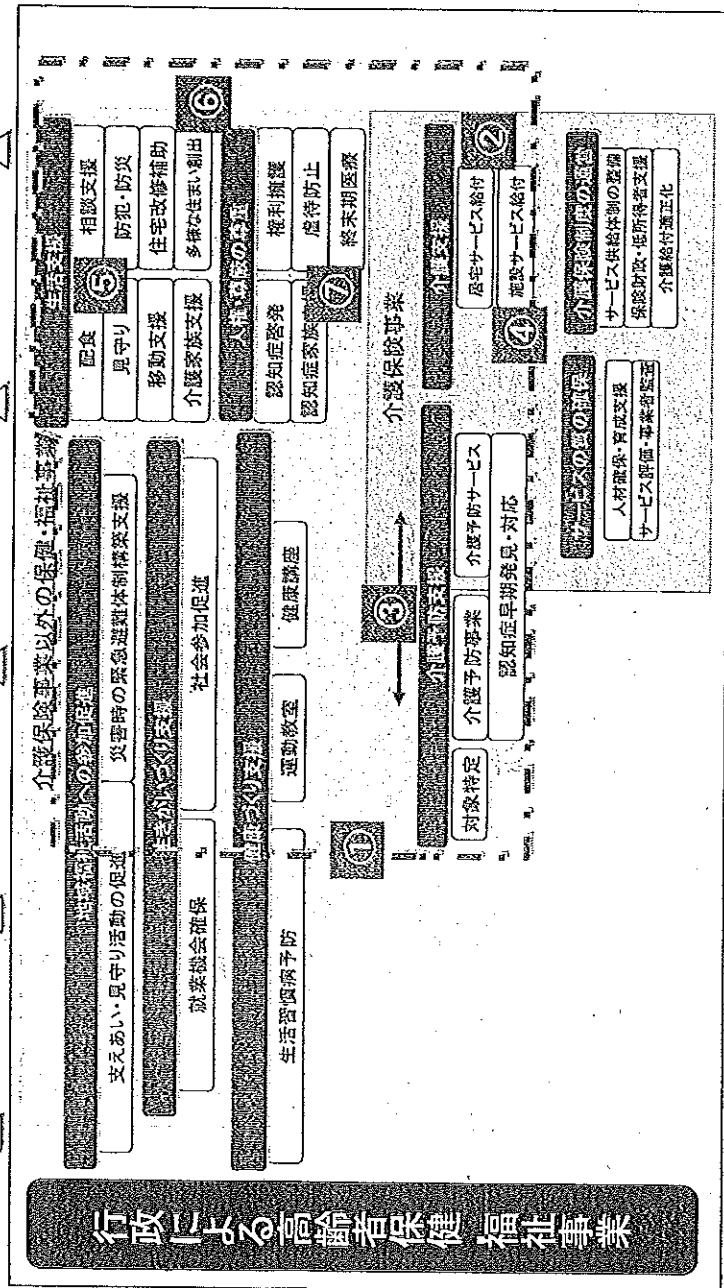 行政による高齢者保健 福祉事業
介護保険事業以外の保健・福祉事業
地域福祉活動への参加促進
支えあい・見守り活動の促進
災害時の緊急避難体制構築支援
生きがいづくり支援
就業機会確保
社会参加促進
健康づくり支援
生活習慣病予防
運動教室
健康講座
①
生活支援
配食
相談支援
⑤
見守り
防犯・防災
移動支援
住宅改修補助
介護家族支援
多様な住まい創出
⑥
認知症啓発
権利擁護
認知症家族
虐待防止
⑦
終末期医療
介護保険事業
③
介護予防支援
対象特定
介護予防事業
介護予防サービス
認知症早期発見・対応
介護支援
居宅サービス給付
②
施設サービス給付
④
サービスの質の確保
人材確保・育成支援
サービス評価・事業者監査
介護保険制度の運営
サービス供給体制の整備
保険財政・低所得者支援
介護給付適正化